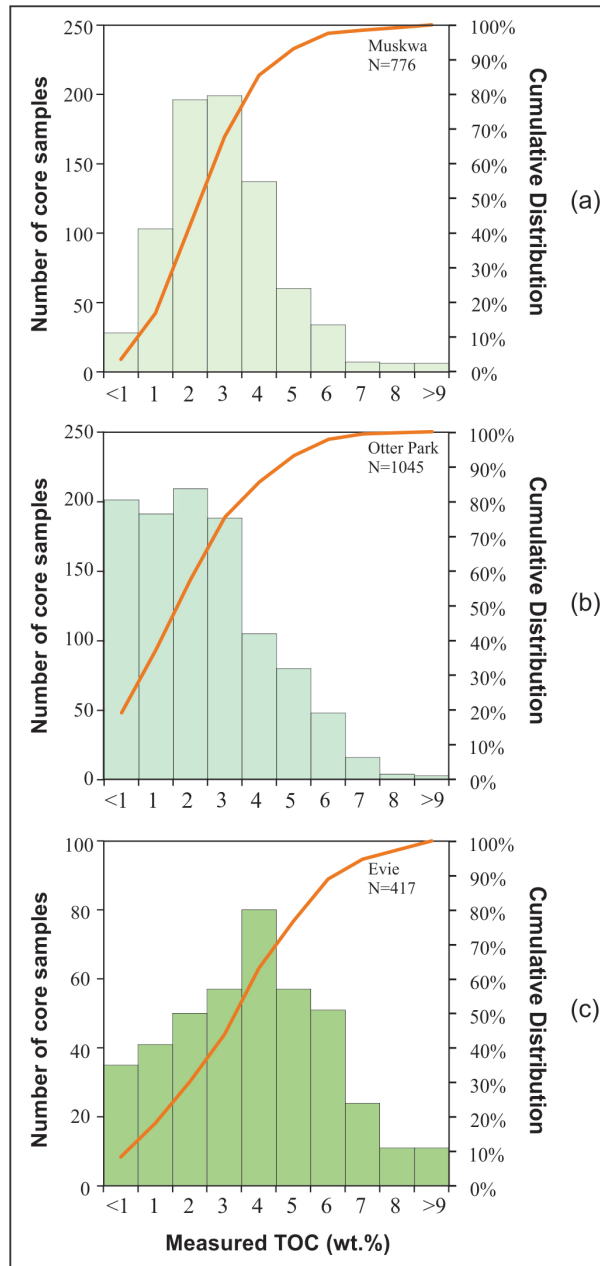 250
200
150
100
50
0
Number of core samples
Muskwa
N=776
100%
90%
80%
70%
60%
50%
40%
30%
20%
10%
0%
Cumulative Distribution
(a)
<1 1 2 3 4 5 6 7 8 >9
250
200
150
100
50
0
Number of core samples
Otter Park
N=1045
100%
90%
80%
70%
60%
50%
40%
30%
20%
10%
0%
Cumulative Distribution
(b)
<1 1 2 3 4 5 6 7 8 >9
100
80
60
40
20
0
Number of core samples
Evie
N=417
100%
90%
80%
70%
60%
50%
40%
30%
20%
10%
0%
Cumulative Distribution
(c)
<1 1 2 3 4 5 6 7 8 >9
Measured TOC (wt.%)